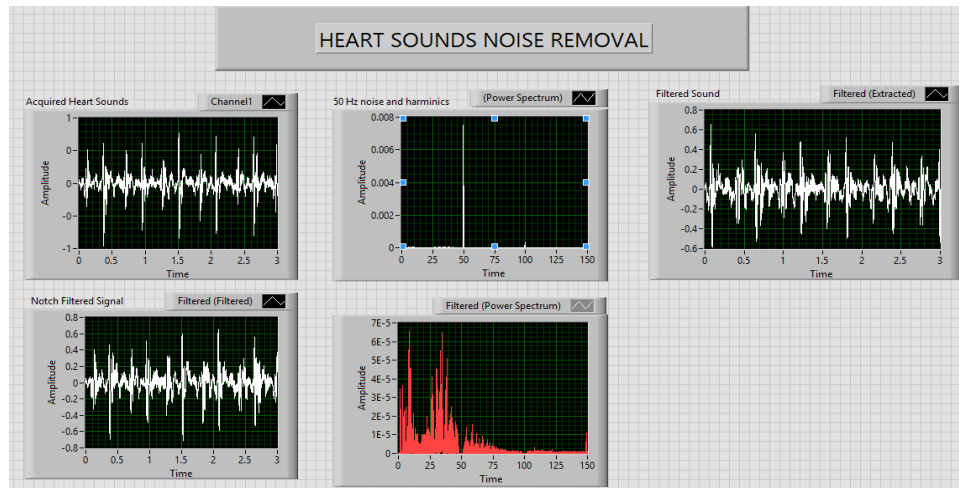 HEART SOUNDS NOISE REMOVAL
Acquired Heart Sounds
Channel1
Amplitude
1
0
0
-0
-1
0
0.5
1
1.5
2
2.5
3
Time
50 Hz noise and harminics
(Power Spectrum)
Amplitude
0.008
0.006
0.004
0.002
0
0
25
50
75
100
125
150
Time
Filtered Sound
Filtered (Extracted)
Amplitude
0.8
0.6
0.4
0.2
0
-0.2
-0.4
-0.6
0
0.5
1
1.5
2
2.5
3
Time
Notch Filtered Signal
Filtered (Filtered)
Amplitude
0.8
0.6
0.4
0.2
0
-0.2
-0.4
-0.6
-0.8
0
0.5
1
1.5
2
2.5
3
Time
Filtered (Power Spectrum)
Amplitude
7E-5
6E-5
5E-5
4E-5
3E-5
2E-5
1E-5
0
0
25
50
75
100
125
150
Time